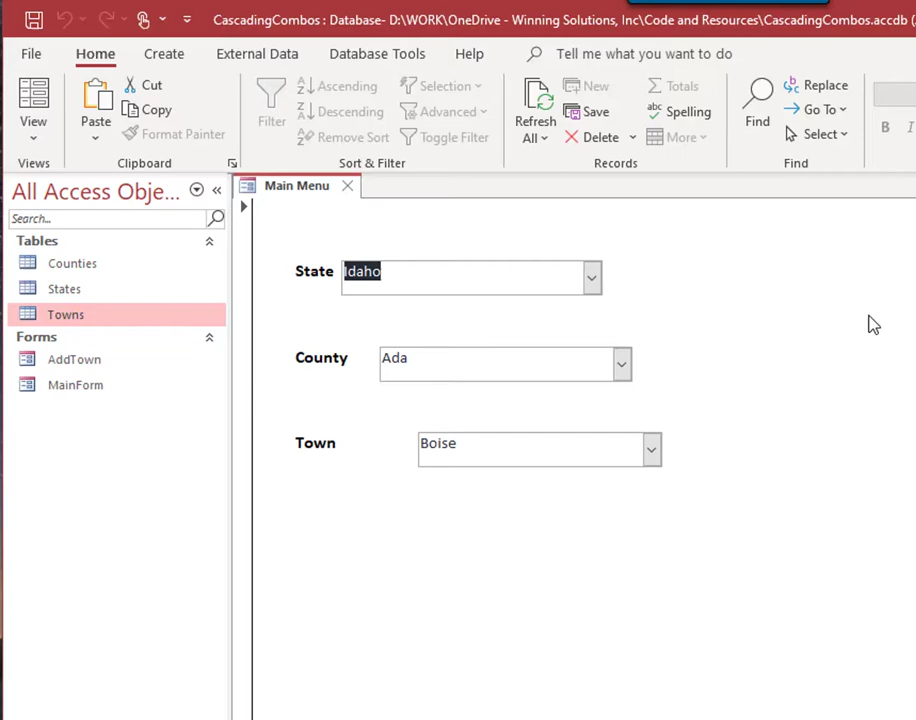 CascadingCombos : Database- D:\WORK\OneDrive - Winning Solutions, Inc\Code and Resources\CascadingCombos.accdb (
File Home Create External Data Database Tools Help Tell me what you want to do
View
Views
Paste
Cut
Copy
Format Painter
Clipboard
Filter
Ascending
Descending
Remove Sort
Selection
Advanced
Toggle Filter
Sort & Filter
Refresh
All
New
Save
Delete
Totals
Spelling
More
Records
Find
Replace
Go To
Select
Find
B I
All Access Obje...
Search...
Tables
Counties
States
Towns
Forms
AddTown
MainForm
Main Menu
State Idaho
County Ada
Town Boise